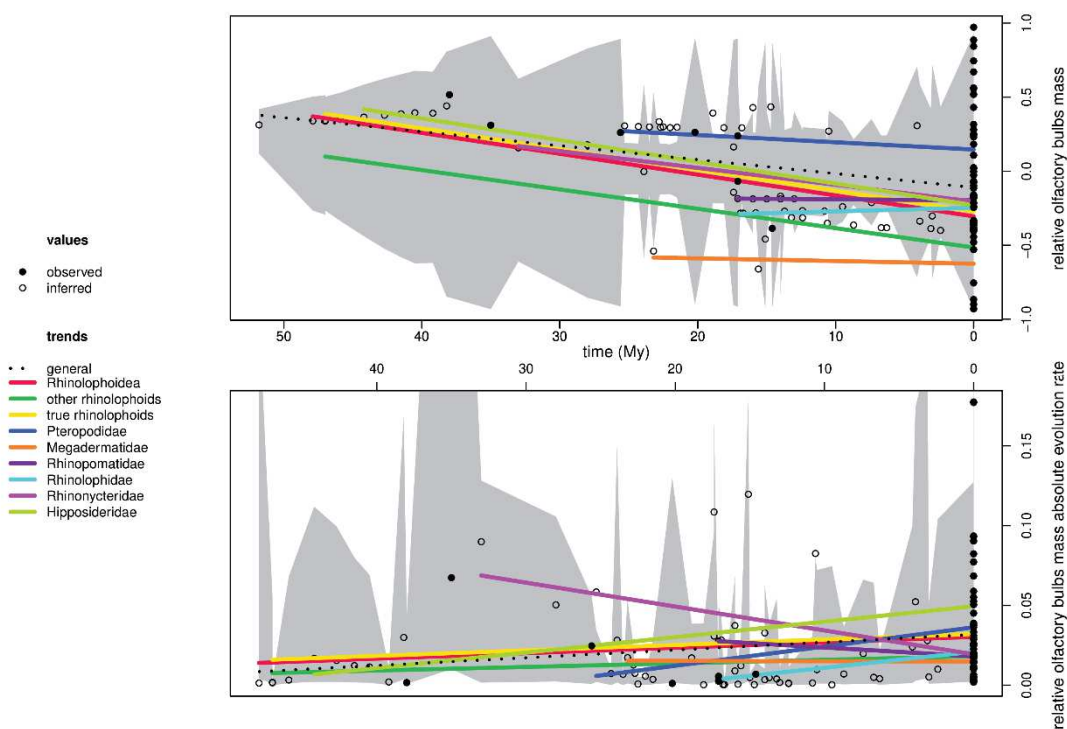 values
observed
inferred
trends
general
Rhinolophoidea
other rhinolophoids
true rhinolophoids
Pteropodidae
Megadermatidae
Rhinopomatidae
Rhinolophidae
Rhinonycteridae
Hipposideridae
1.0
0.5
0.0
−0.5
−1.0
relative olfactory bulbs mass
50 40 30 20 10 0
time (My)
40 30 20 10 0
0.15
0.10
0.05
0.00
relative olfactory bulbs mass absolute evolution rate